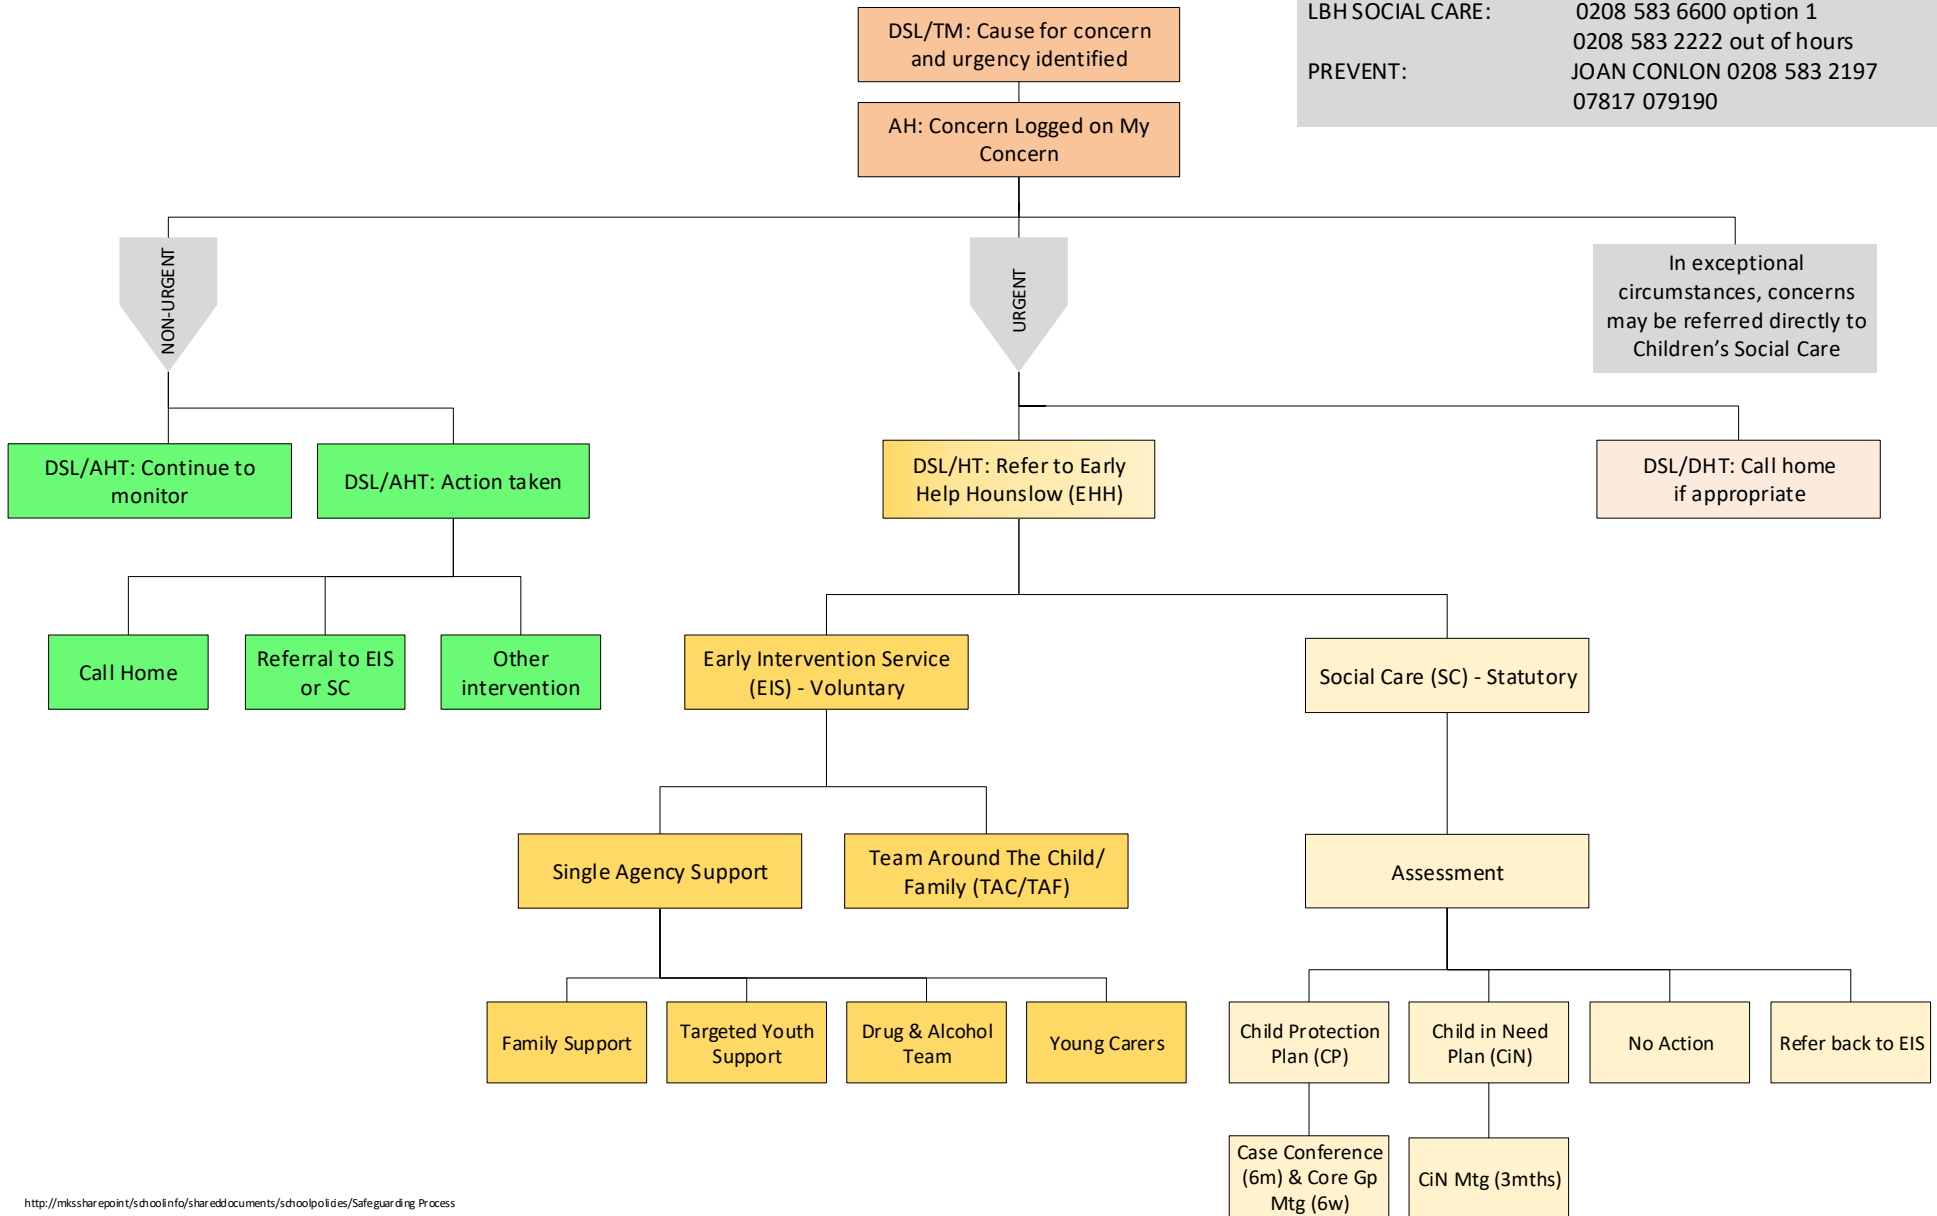 LBH SOCIAL CARE: 0208 583 6600 option 1
0208 583 2222 out of hours
PREVENT: JOAN CONLON 0208 583 2197
07817 079190
DSL/TM: Cause for concern
and urgency identified
AH: Concern Logged on My
Concern
NON-URGENT
URGENT
In exceptional
circumstances, concerns
may be referred directly to
Children’s Social Care
DSL/AHT: Continue to
monitor
DSL/AHT: Action taken
DSL/HT: Refer to Early
Help Hounslow (EHH)
DSL/DHT: Call home
if appropriate
Call Home
Referral to EIS
or SC
Other
intervention
Early Intervention Service
(EIS) - Voluntary
Social Care (SC) - Statutory
Single Agency Support
Team Around The Child/
Family (TAC/TAF)
Assessment
Family Support
Targeted Youth
Support
Drug & Alcohol
Team
Young Carers
Child Protection
Plan (CP)
Child in Need
Plan (CiN)
No Action
Refer back to EIS
Case Conference
(6m) & Core Gp
Mtg (6w)
CiN Mtg (3mths)
http://mkssharepoint/schoolinfo/shareddocuments/schoolpolicies/Safeguarding Process